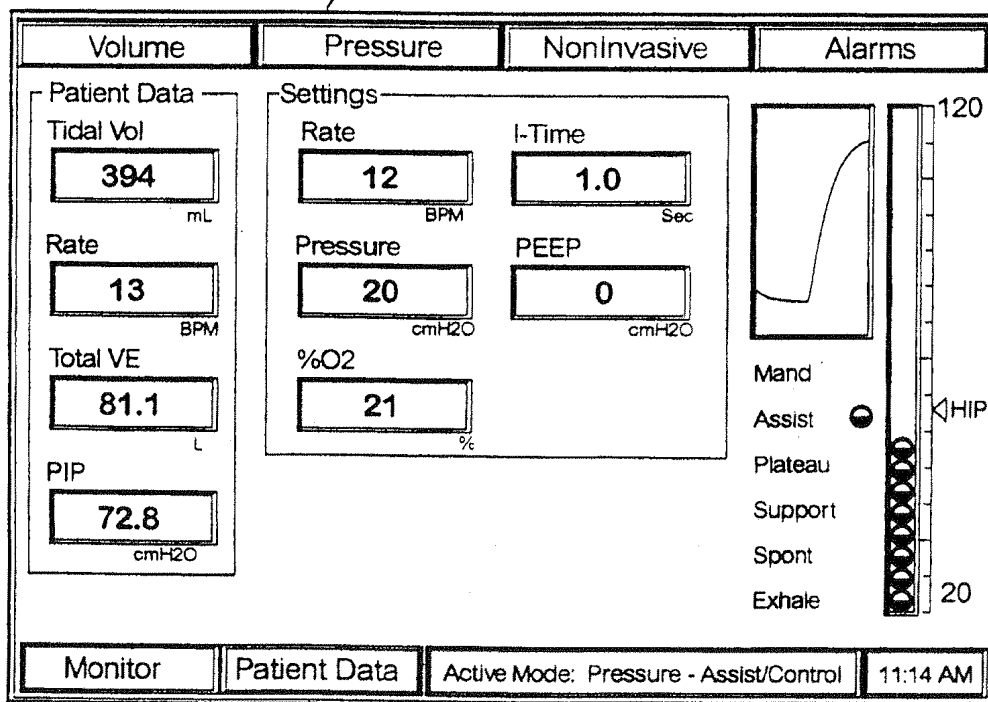 Volume Pressure NonInvasive Alarms
Patient Data
Tidal Vol
394
mL
Rate
13
BPM
Total VE
81.1
L
PIP
72.8
cmH2O
Settings
Rate
12
BPM
I-Time
1.0
Sec
Pressure
20
cmH2O
PEEP
0
cmH2O
%O2
21
%
120
HIP
20
Mand
Assist
Plateau
Support
Spont
Exhale
Monitor Patient Data Active Mode: Pressure - Assist/Control 11:14 AM